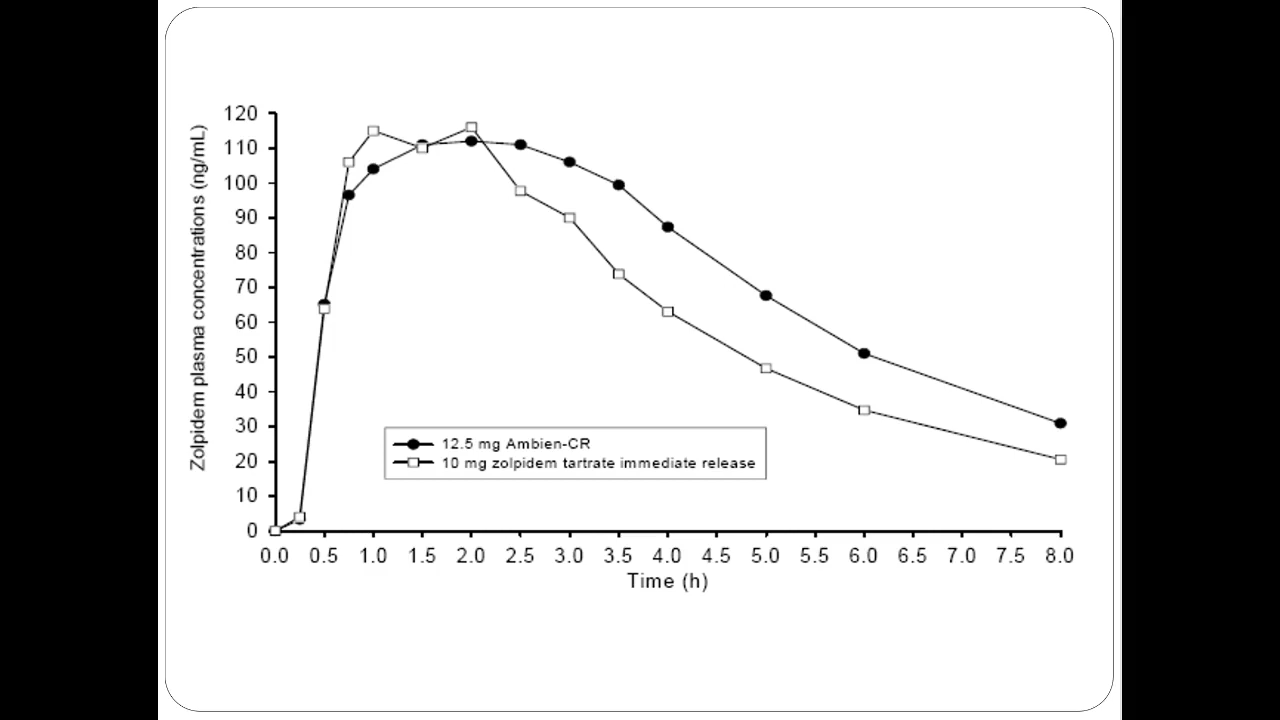 Zolpidem plasma concentrations (ng/mL)
120
110
100
90
80
70
60
50
40
30
20
10
0
12.5 mg Ambien-CR
10 mg zolpidem tartrate immediate release
0.0 0.5 1.0 1.5 2.0 2.5 3.0 3.5 4.0 4.5 5.0 5.5 6.0 6.5 7.0 7.5 8.0
Time (h)